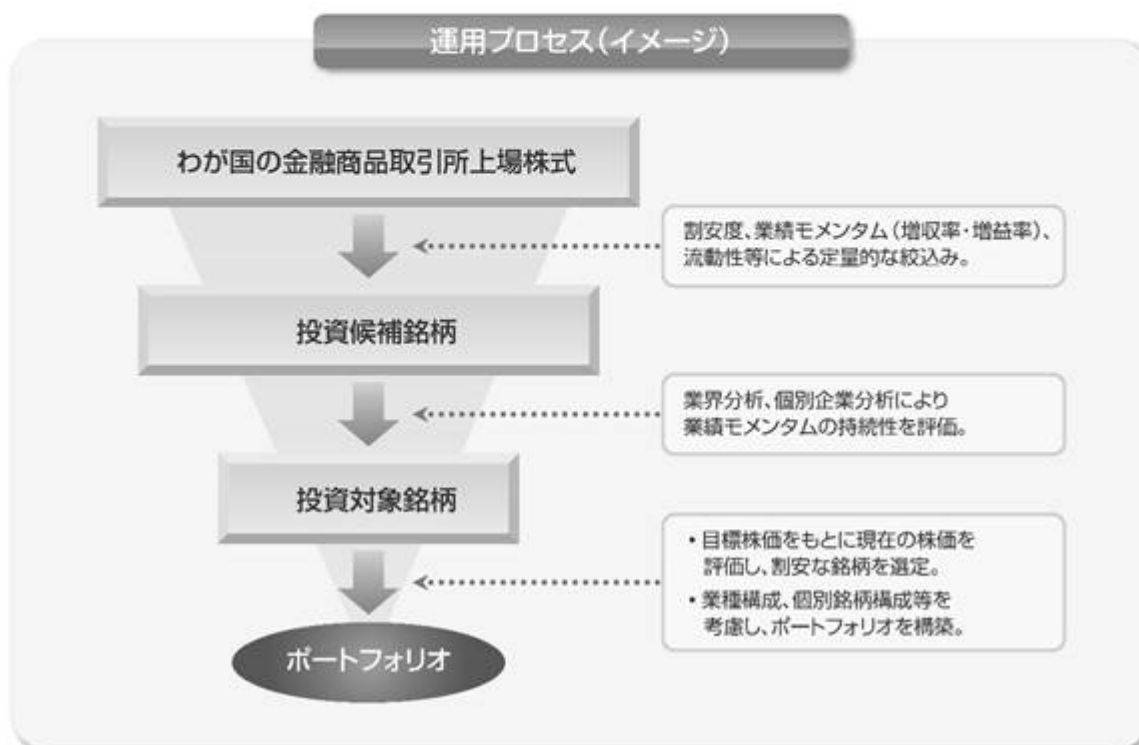 運用プロセス(イメージ)
わが国の金融商品取引所上場株式
割安度、業績モメンタム(増収率・増益率)、
流動性等による定量的な絞込み。
投資候補銘柄
業界分析、個別企業分析により
業績モメンタムの持続性を評価。
投資対象銘柄
・目標株価をもとに現在の株価を
評価し、割安な銘柄を選定。
・業種構成、個別銘柄構成等を
考慮し、ポートフォリオを構築。
ポートフォリオ